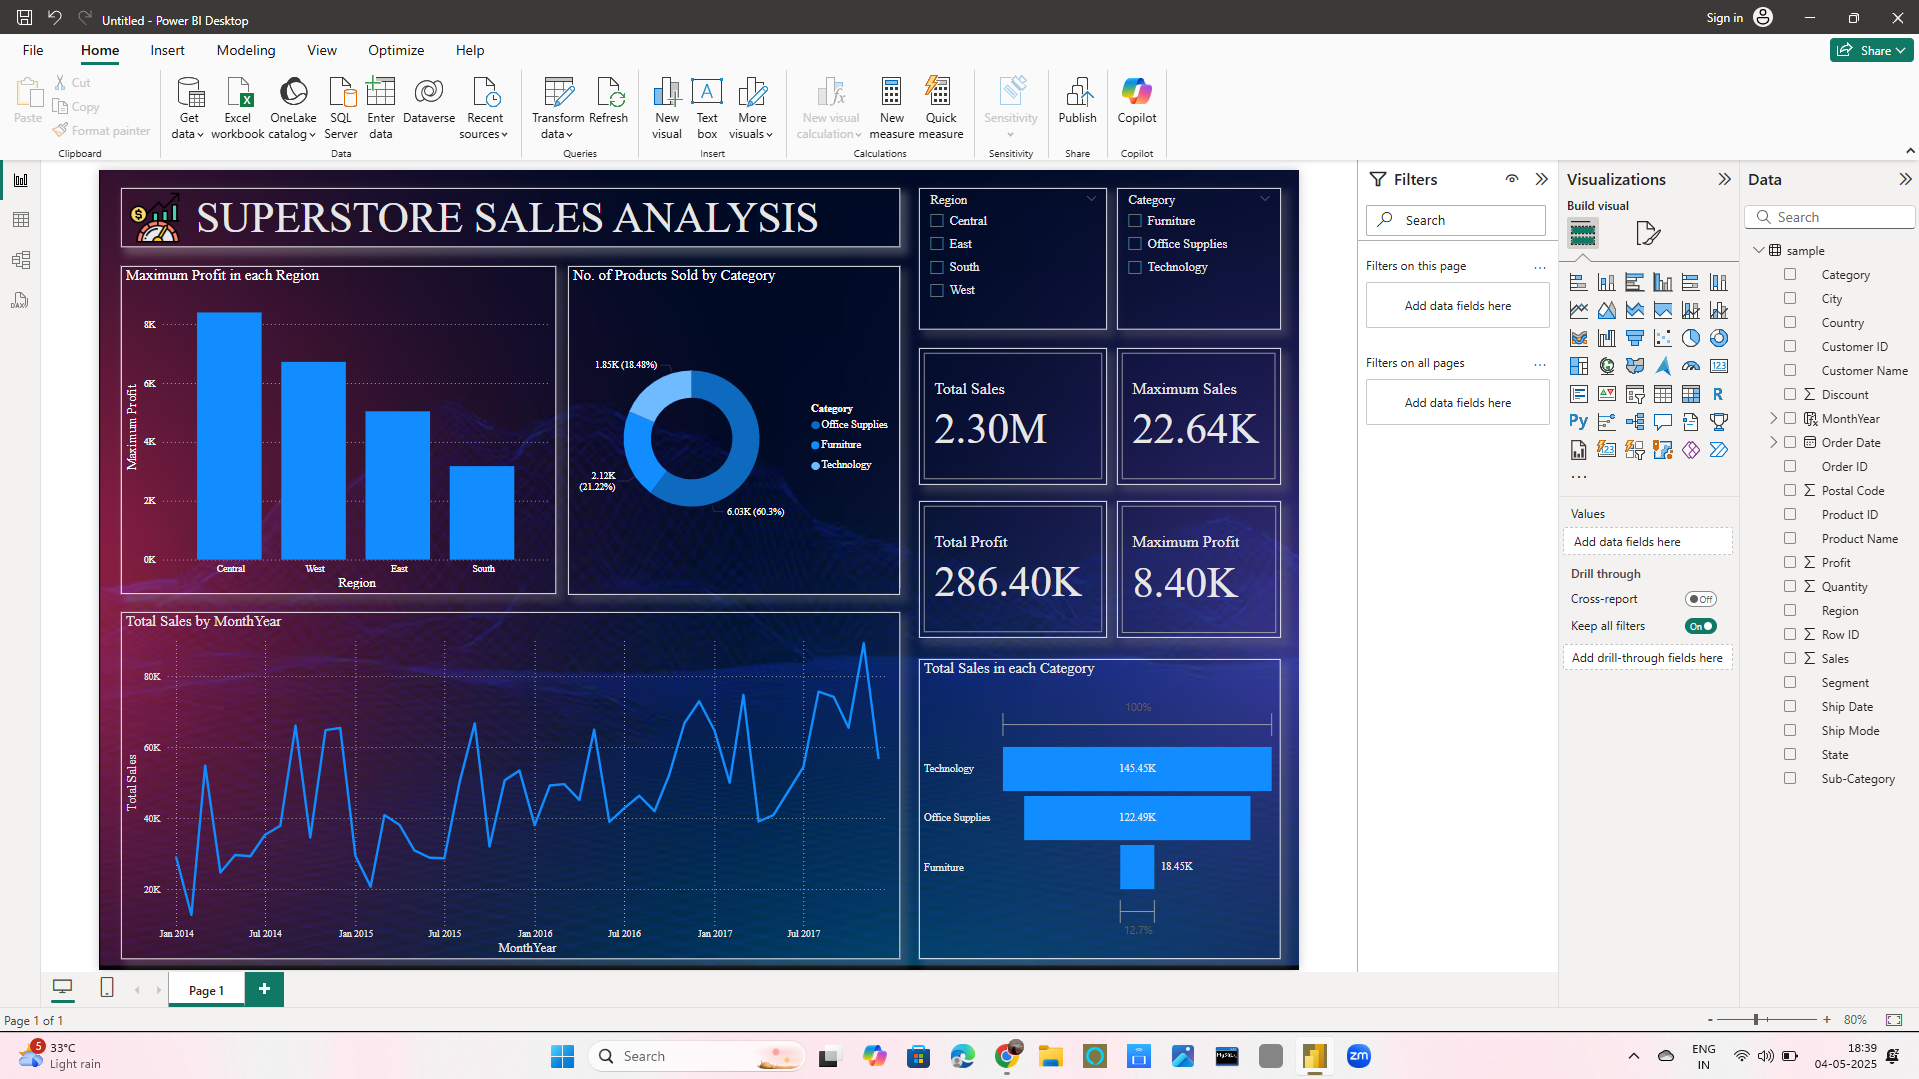 Untitled - Power BI Desktop
Sign in
File Home Insert Modeling View Optimize Help
Share
Paste
Cut
Copy
Format painter
Clipboard
Get data
Excel workbook
OneLake catalog
SQL Server
Enter data
Dataverse
Recent sources
Data
Transform data
Refresh
Queries
New visual
Text box
More visuals
Insert
New visual calculation
New measure
Quick measure
Calculations
Sensitivity
Sensitivity
Publish
Share
Copilot
Copilot
DAX
SUPERSTORE SALES ANALYSIS
Region
Central
East
South
West
Category
Furniture
Office Supplies
Technology
Maximum Profit in each Region
Maximum Profit
8K
6K
4K
2K
0K
Central West East South
Region
No. of Products Sold by Category
1.85K (18.48%)
2.12K
(21.22%)
6.03K (60.3%)
Category
Office Supplies
Furniture
Technology
Total Sales
2.30M
Maximum Sales
22.64K
Total Profit
286.40K
Maximum Profit
8.40K
Total Sales by MonthYear
Total Sales
80K
60K
40K
20K
Jan 2014 Jul 2014 Jan 2015 Jul 2015 Jan 2016 Jul 2016 Jan 2017 Jul 2017
MonthYear
Total Sales in each Category
100%
Technology 145.45K
Office Supplies 122.49K
Furniture 18.45K
12.7%
Filters
Search
Filters on this page ...
Add data fields here
Filters on all pages ...
Add data fields here
Visualizations
Build visual
123
R
Py
...
Values
Add data fields here
Drill through
Cross-report Off
Keep all filters On
Add drill-through fields here
Data
Search
sample
Category
City
Country
Customer ID
Customer Name
Discount
MonthYear
Order Date
Order ID
Postal Code
Product ID
Product Name
Profit
Quantity
Region
Row ID
Sales
Segment
Ship Date
Ship Mode
State
Sub-Category
Page 1
Page 1 of 1
80%
5
33°C
Light rain
Search
zm
ENG
IN
18:39
04-05-2025